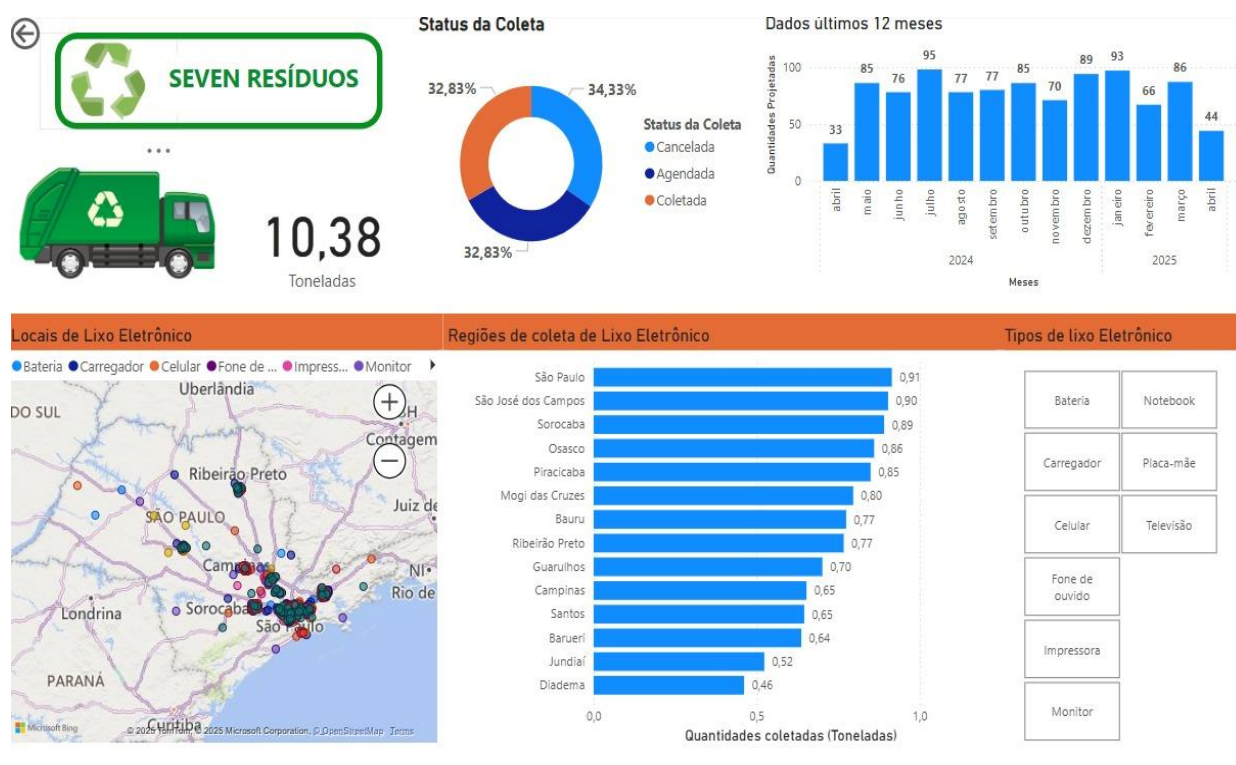 SEVEN RESÍDUOS
10,38
Toneladas
Status da Coleta
32,83%
34,33%
32,83%
Status da Coleta
Cancelada
Agendada
Coletada
Dados últimos 12 meses
Quantidades Projetadas
100
50
0
33
85
76
95
77
77
85
70
89
93
66
86
44
abril
maio
junho
julho
agosto
setembro
outubro
novembro
dezembro
janeiro
fevereiro
março
abril
2024
2025
Meses
Locais de Lixo Eletrônico
Bateria
Carregador
Celular
Fone de ...
Impress...
Monitor
Uberlândia
DO SUL
Contagem
Ribeirão Preto
Juiz de
SÃO PAULO
NI
Rio de
Londrina
Sorocaba
São Paulo
PARANÁ
Curitiba
Microsoft Bing
© 2025 TomTom, © 2025 Microsoft Corporation, © OpenStreetMap Terms
Regiões de coleta de Lixo Eletrônico
São Paulo 0,91
São José dos Campos 0,90
Sorocaba 0,89
Osasco 0,86
Piracicaba 0,85
Mogi das Cruzes 0,80
Bauru 0,77
Ribeirão Preto 0,77
Guarulhos 0,70
Campinas 0,65
Santos 0,65
Barueri 0,64
Jundiaí 0,52
Diadema 0,46
0,0 0,5 1,0
Quantidades coletadas (Toneladas)
Tipos de lixo Eletrônico
Bateria
Notebook
Carregador
Placa-mãe
Celular
Televisão
Fone de
ouvido
Impressora
Monitor